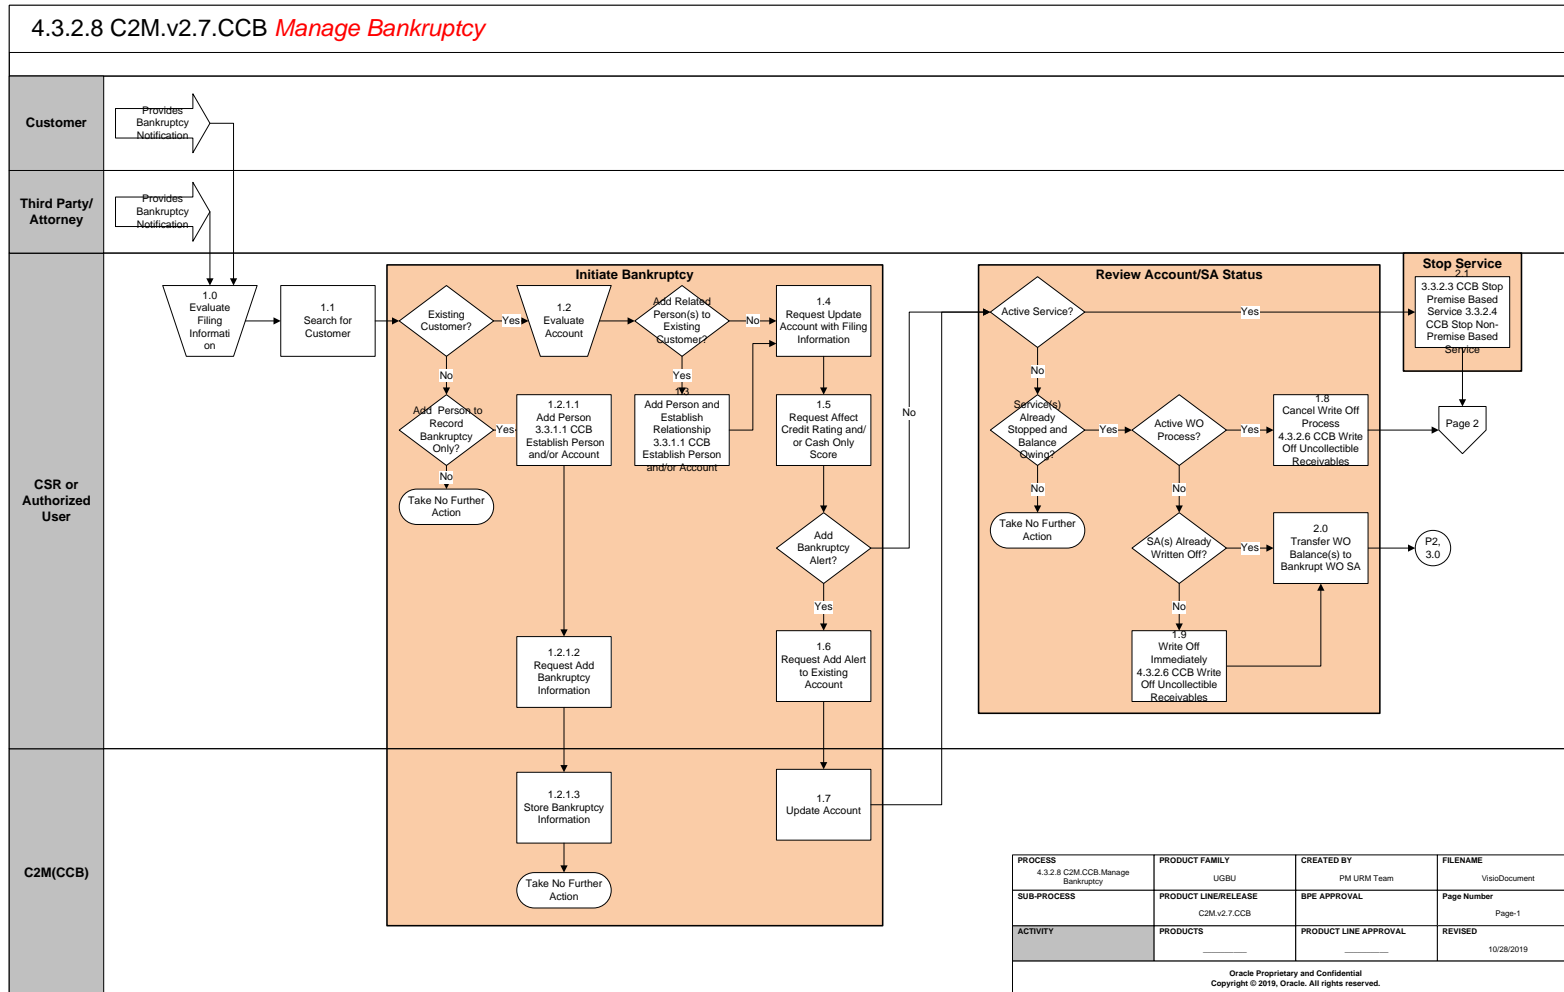 4.3.2.8 C2M.v2.7.CCB Manage Bankruptcy
Customer
Provides
Bankruptcy
Notification
Third Party/
Attorney
Provides
Bankruptcy
Notification
CSR or
Authorized
User
1.0
Evaluate
Filing
Informati
on
1.1
Search for
Customer
Initiate Bankruptcy
Existing
Customer?
Yes
1.2
Evaluate
Account
Add Related
Person(s) to
Existing
Customer?
No
1.4
Request Update
Account with Filing
Information
No
Yes
Add Person to
Record
Bankruptcy
Only?
Yes
1.2.1.1
Add Person
3.3.1.1 CCB
Establish Person
and/or Account
1.3
Add Person and
Establish
Relationship
3.3.1.1 CCB
Establish Person
and/or Account
1.5
Request Affect
Credit Rating and/
or Cash Only
Score
No
Take No Further
Action
Add
Bankruptcy
Alert?
No
Yes
1.2.1.2
Request Add
Bankruptcy
Information
1.6
Request Add Alert
to Existing
Account
Review Account/SA Status
Active Service?
Yes
Stop Service
2.1
3.3.2.3 CCB Stop
Premise Based
Service 3.3.2.4
CCB Stop Non-
Premise Based
Service
No
Service(s)
Already
Stopped and
Balance
Owing?
Yes
Active WO
Process?
Yes
1.8
Cancel Write Off
Process
4.3.2.6 CCB Write
Off Uncollectible
Receivables
Page 2
No
Take No Further
Action
No
SA(s) Already
Written Off?
Yes
2.0
Transfer WO
Balance(s) to
Bankrupt WO SA
P2,
3.0
No
1.9
Write Off
Immediately
4.3.2.6 CCB Write
Off Uncollectible
Receivables
C2M(CCB)
1.2.1.3
Store Bankruptcy
Information
Take No Further
Action
1.7
Update Account
PROCESS
4.3.2.8 C2M.CCB.Manage
Bankruptcy
PRODUCT FAMILY
UGBU
CREATED BY
PM URM Team
FILENAME
VisioDocument
SUB-PROCESS
PRODUCT LINE/RELEASE
C2M.v2.7.CCB
BPE APPROVAL
Page Number
Page-1
ACTIVITY
PRODUCTS
PRODUCT LINE APPROVAL
REVISED
10/28/2019
Oracle Proprietary and Confidential
Copyright © 2019, Oracle. All rights reserved.